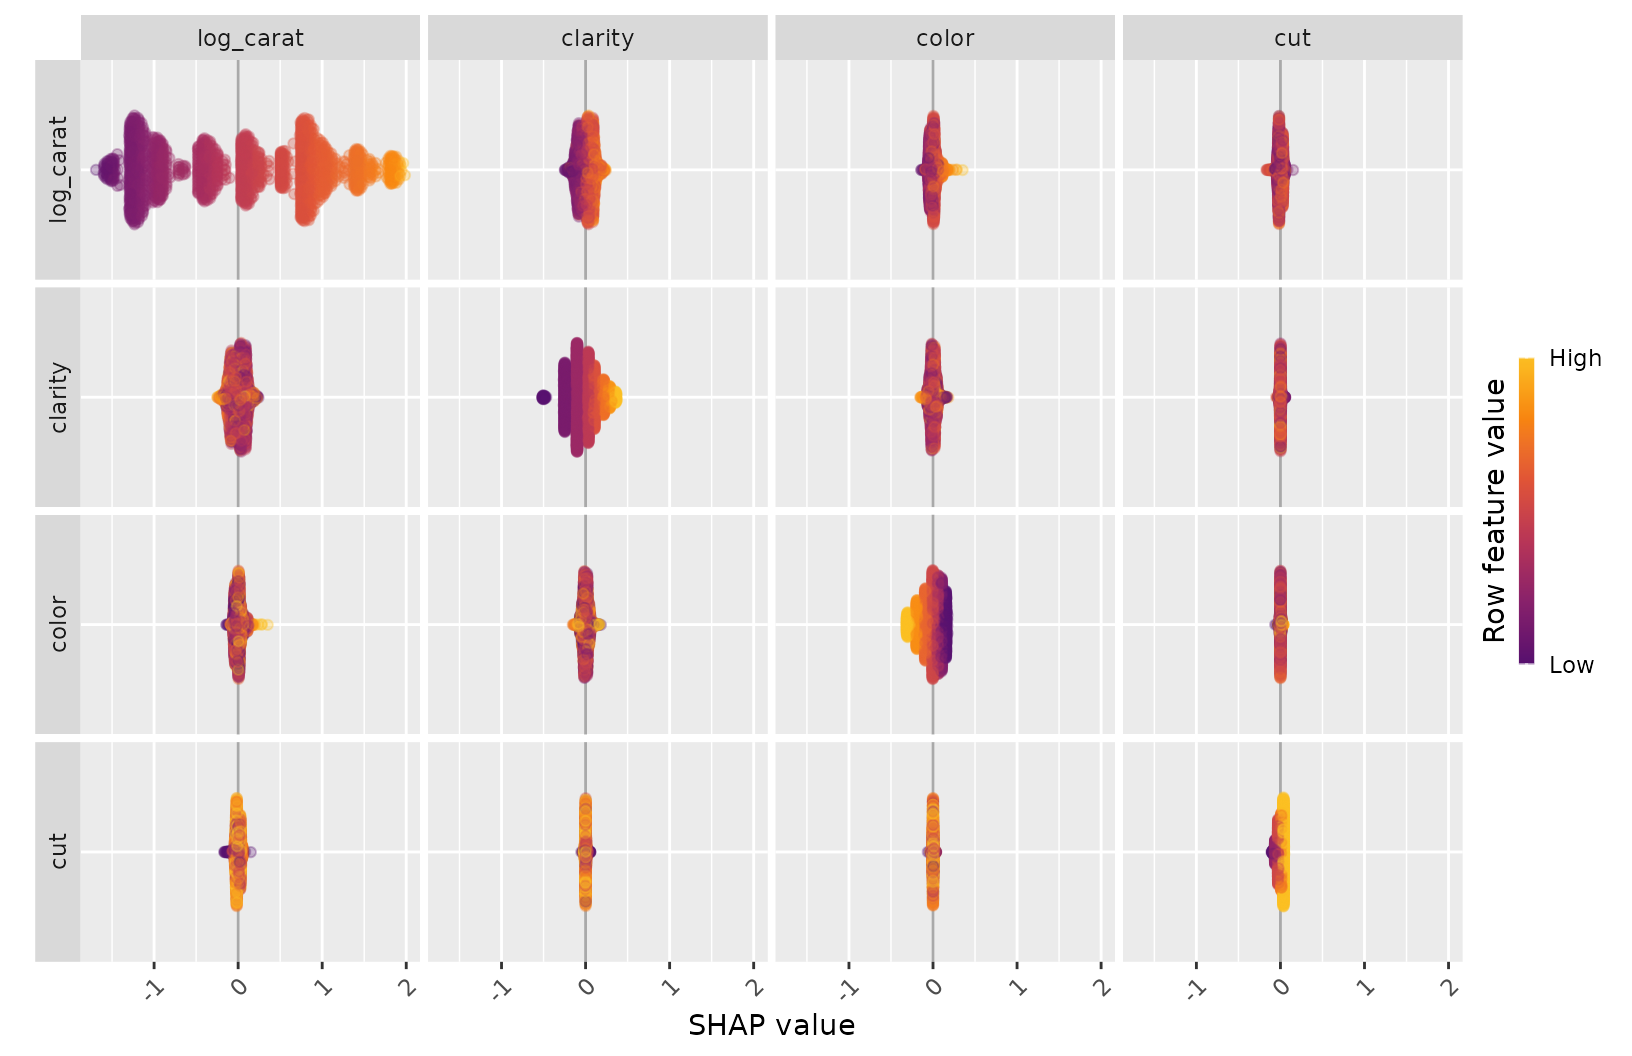 log_carat clarity color cut
log_carat
clarity
color
cut
-1 0 1 2 -1 0 1 2 -1 0 1 2 -1 0 1 2
SHAP value
Row feature value
High
Low